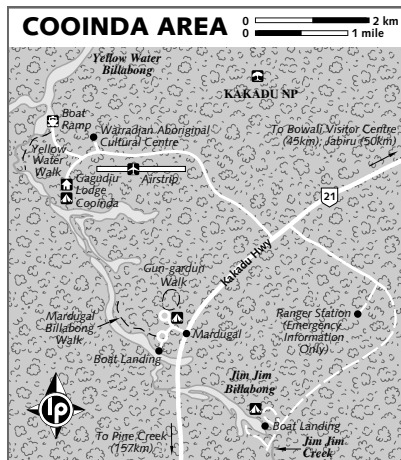 COOINDA AREA
0 2 km
0 1 mile
Yellow Water
Billabong
KAKADU NP
Boat
Ramp
Warradjan Aboriginal
Cultural Centre
To Bowali Visitor Centre
(45km), Jabiru (50km)
Yellow
Water
Walk
Gagudju
Lodge
Cooinda
Airstrip
21
Kakadu Hwy
Gun-gardun
Walk
Mardugal
Billabong
Walk
Mardugal
Boat Landing
Ranger Station
(Emergency
Information
Only)
Jim Jim
Billabong
Boat Landing
Jim Jim
Creek
To Pine Creek
(157km)
lp